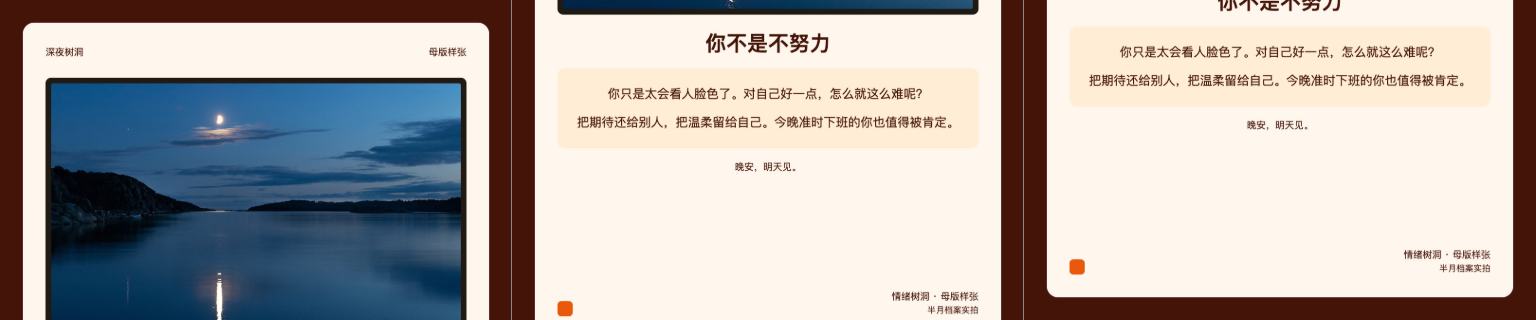 深夜树洞
母版样张
你不是不努力
你只是太会看人脸色了。对自己好一点，怎么就这么难呢？
把期待还给别人，把温柔留给自己。今晚准时下班的你也值得被肯定。
晚安，明天见。
情绪树洞 · 母版样张
半月档案实拍
你不是不努力
你只是太会看人脸色了。对自己好一点，怎么就这么难呢？
把期待还给别人，把温柔留给自己。今晚准时下班的你也值得被肯定。
晚安，明天见。
情绪树洞 · 母版样张
半月档案实拍